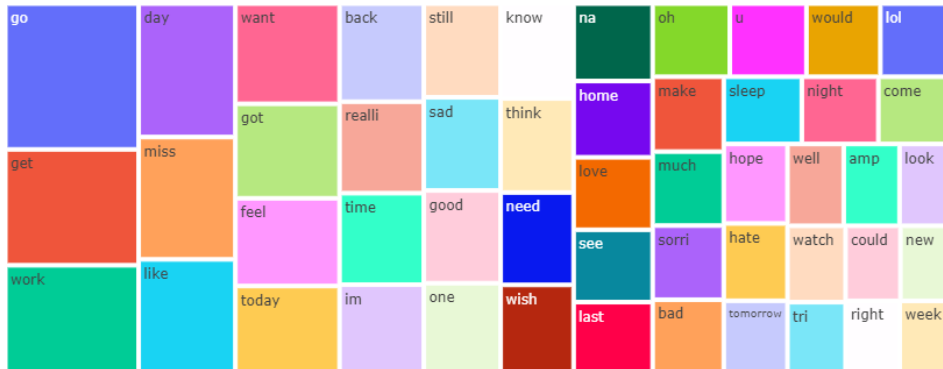 go
get
work
day
miss
like
want
got
feel
today
back
realli
time
im
still
sad
good
one
know
think
need
wish
na
home
love
see
last
oh
u
would
lol
make
much
sorri
bad
sleep
night
come
hope
well
amp
look
hate
watch
could
new
tomorrow
tri
right
week